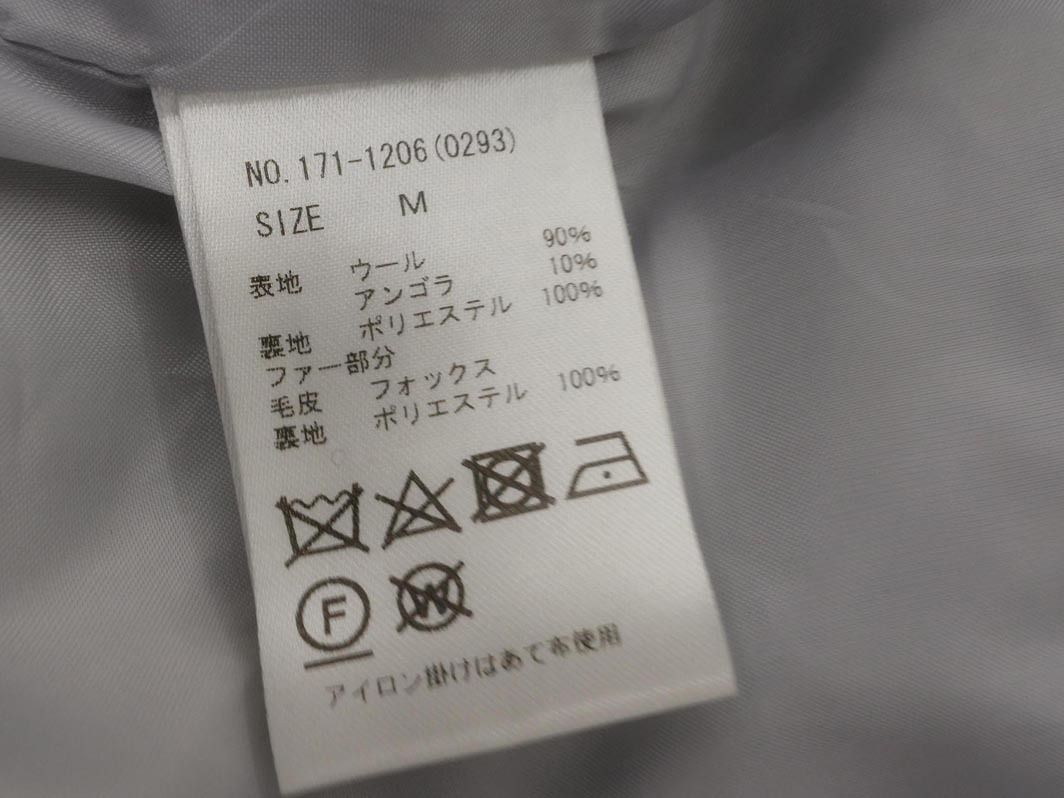 NO.171-1206(0293)
SIZE M
表地 ウール 90%
アンゴラ 10%
裏地 ポリエステル 100%
ファー部分
毛皮 フォックス
裏地 ポリエステル 100%
F W
アイロン掛けはあて布使用